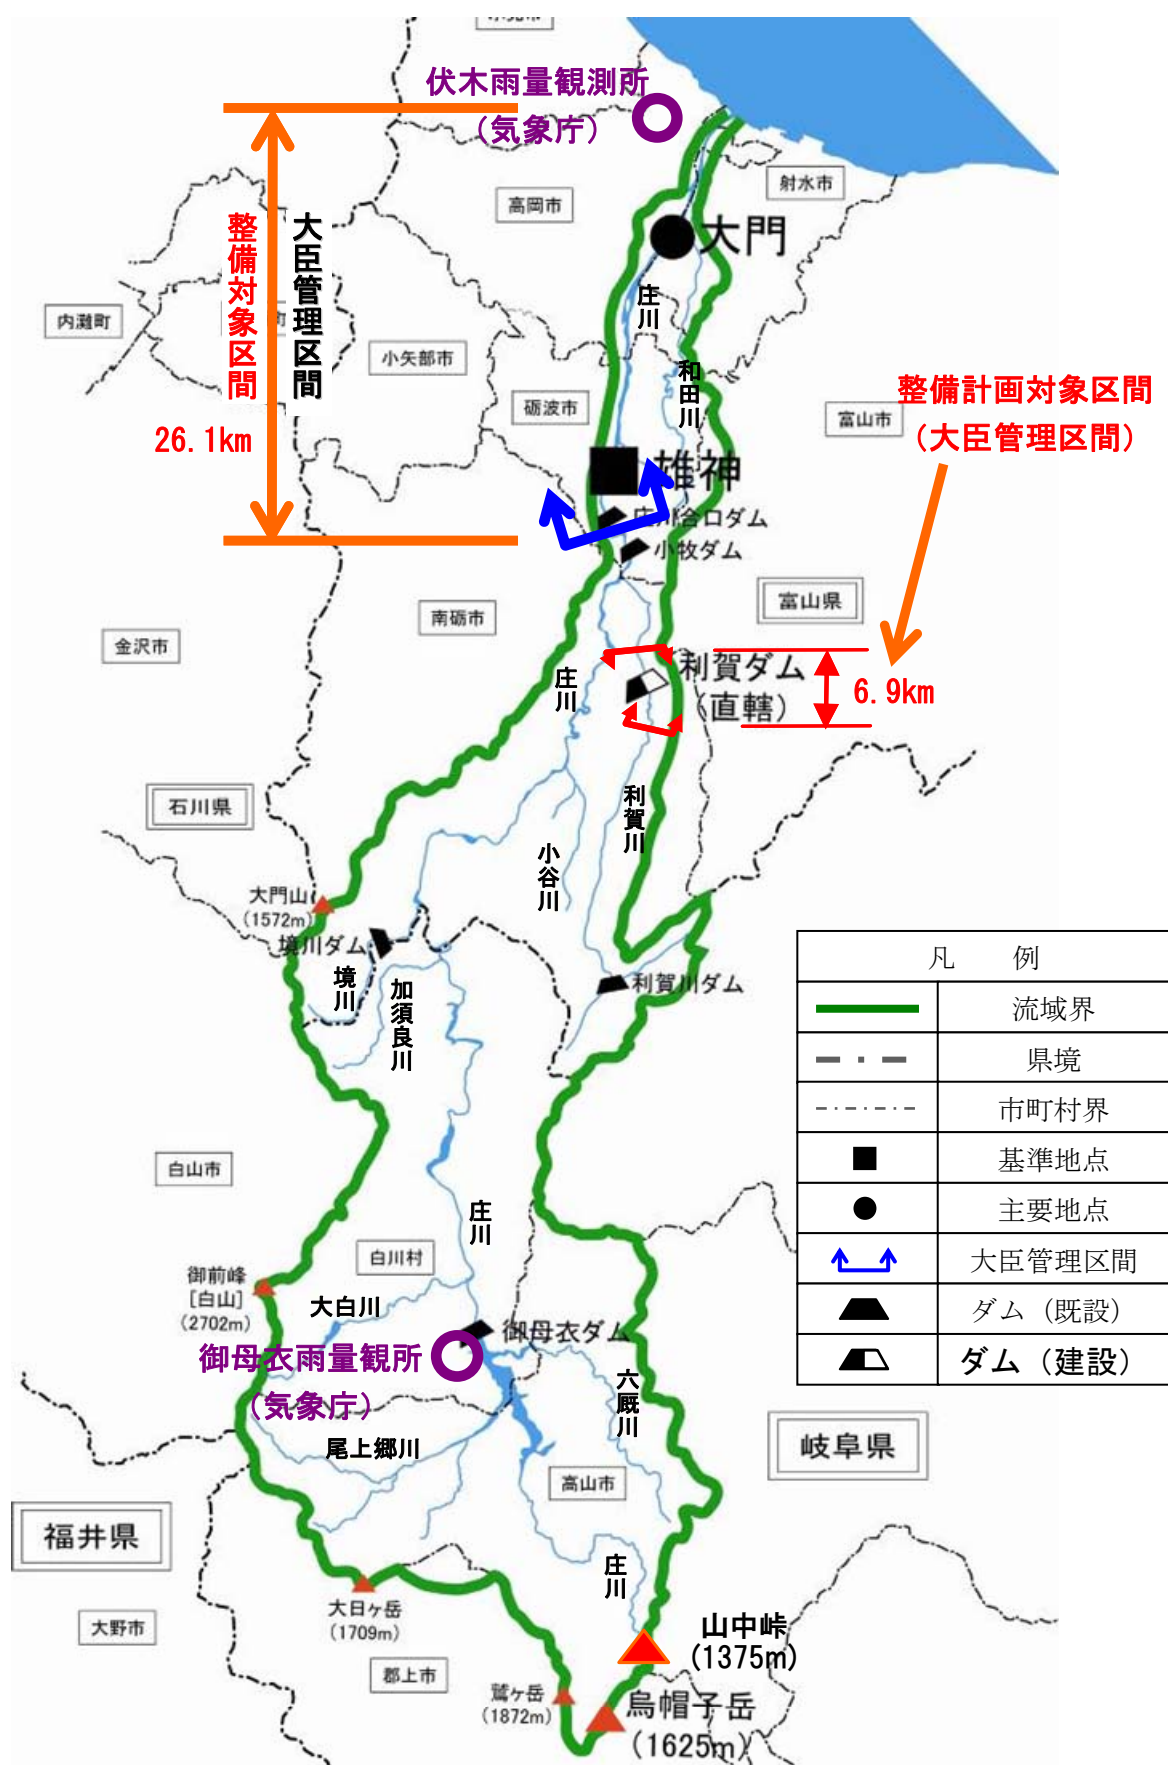 伏木雨量観測所
（気象庁）
射水市
高岡市
大門
整備対象区間
大臣管理区間
庄川
内灘町
町
小矢部市
和田川
砺波市
整備計画対象区間
（大臣管理区間）
富山市
26.1km
雄神
庄川合口ダム
小牧ダム
富山県
南砺市
金沢市
利賀ダム
（直轄）
庄川
6.9km
石川県
利賀川
小谷川
大門山
(1572m)
境川ダム
境川
加須良川
利賀川ダム
凡　例
流域界
県境
市町村界
基準地点
主要地点
大臣管理区間
ダム（既設）
ダム（建設）
白山市
庄川
白川村
御前峰
[白山]
(2702m)
大白川
御母衣ダム
御母衣雨量観所
（気象庁）
六厩川
尾上郷川
岐阜県
高山市
福井県
庄川
大日ヶ岳
(1709m)
大野市
山中峠
(1375m)
郡上市
鷲ヶ岳
(1872m)
烏帽子岳
(1625m)